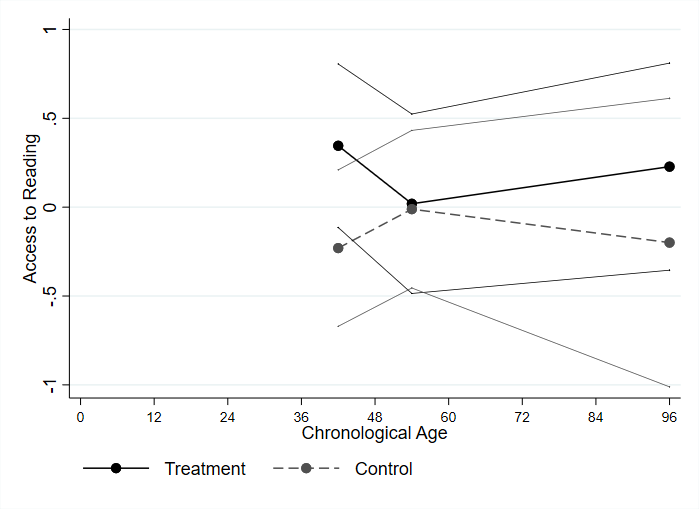 1
.5
0
-.5
-1
Access to Reading
0 12 24 36 48 60 72 84 96
Chronological Age
Treatment Control